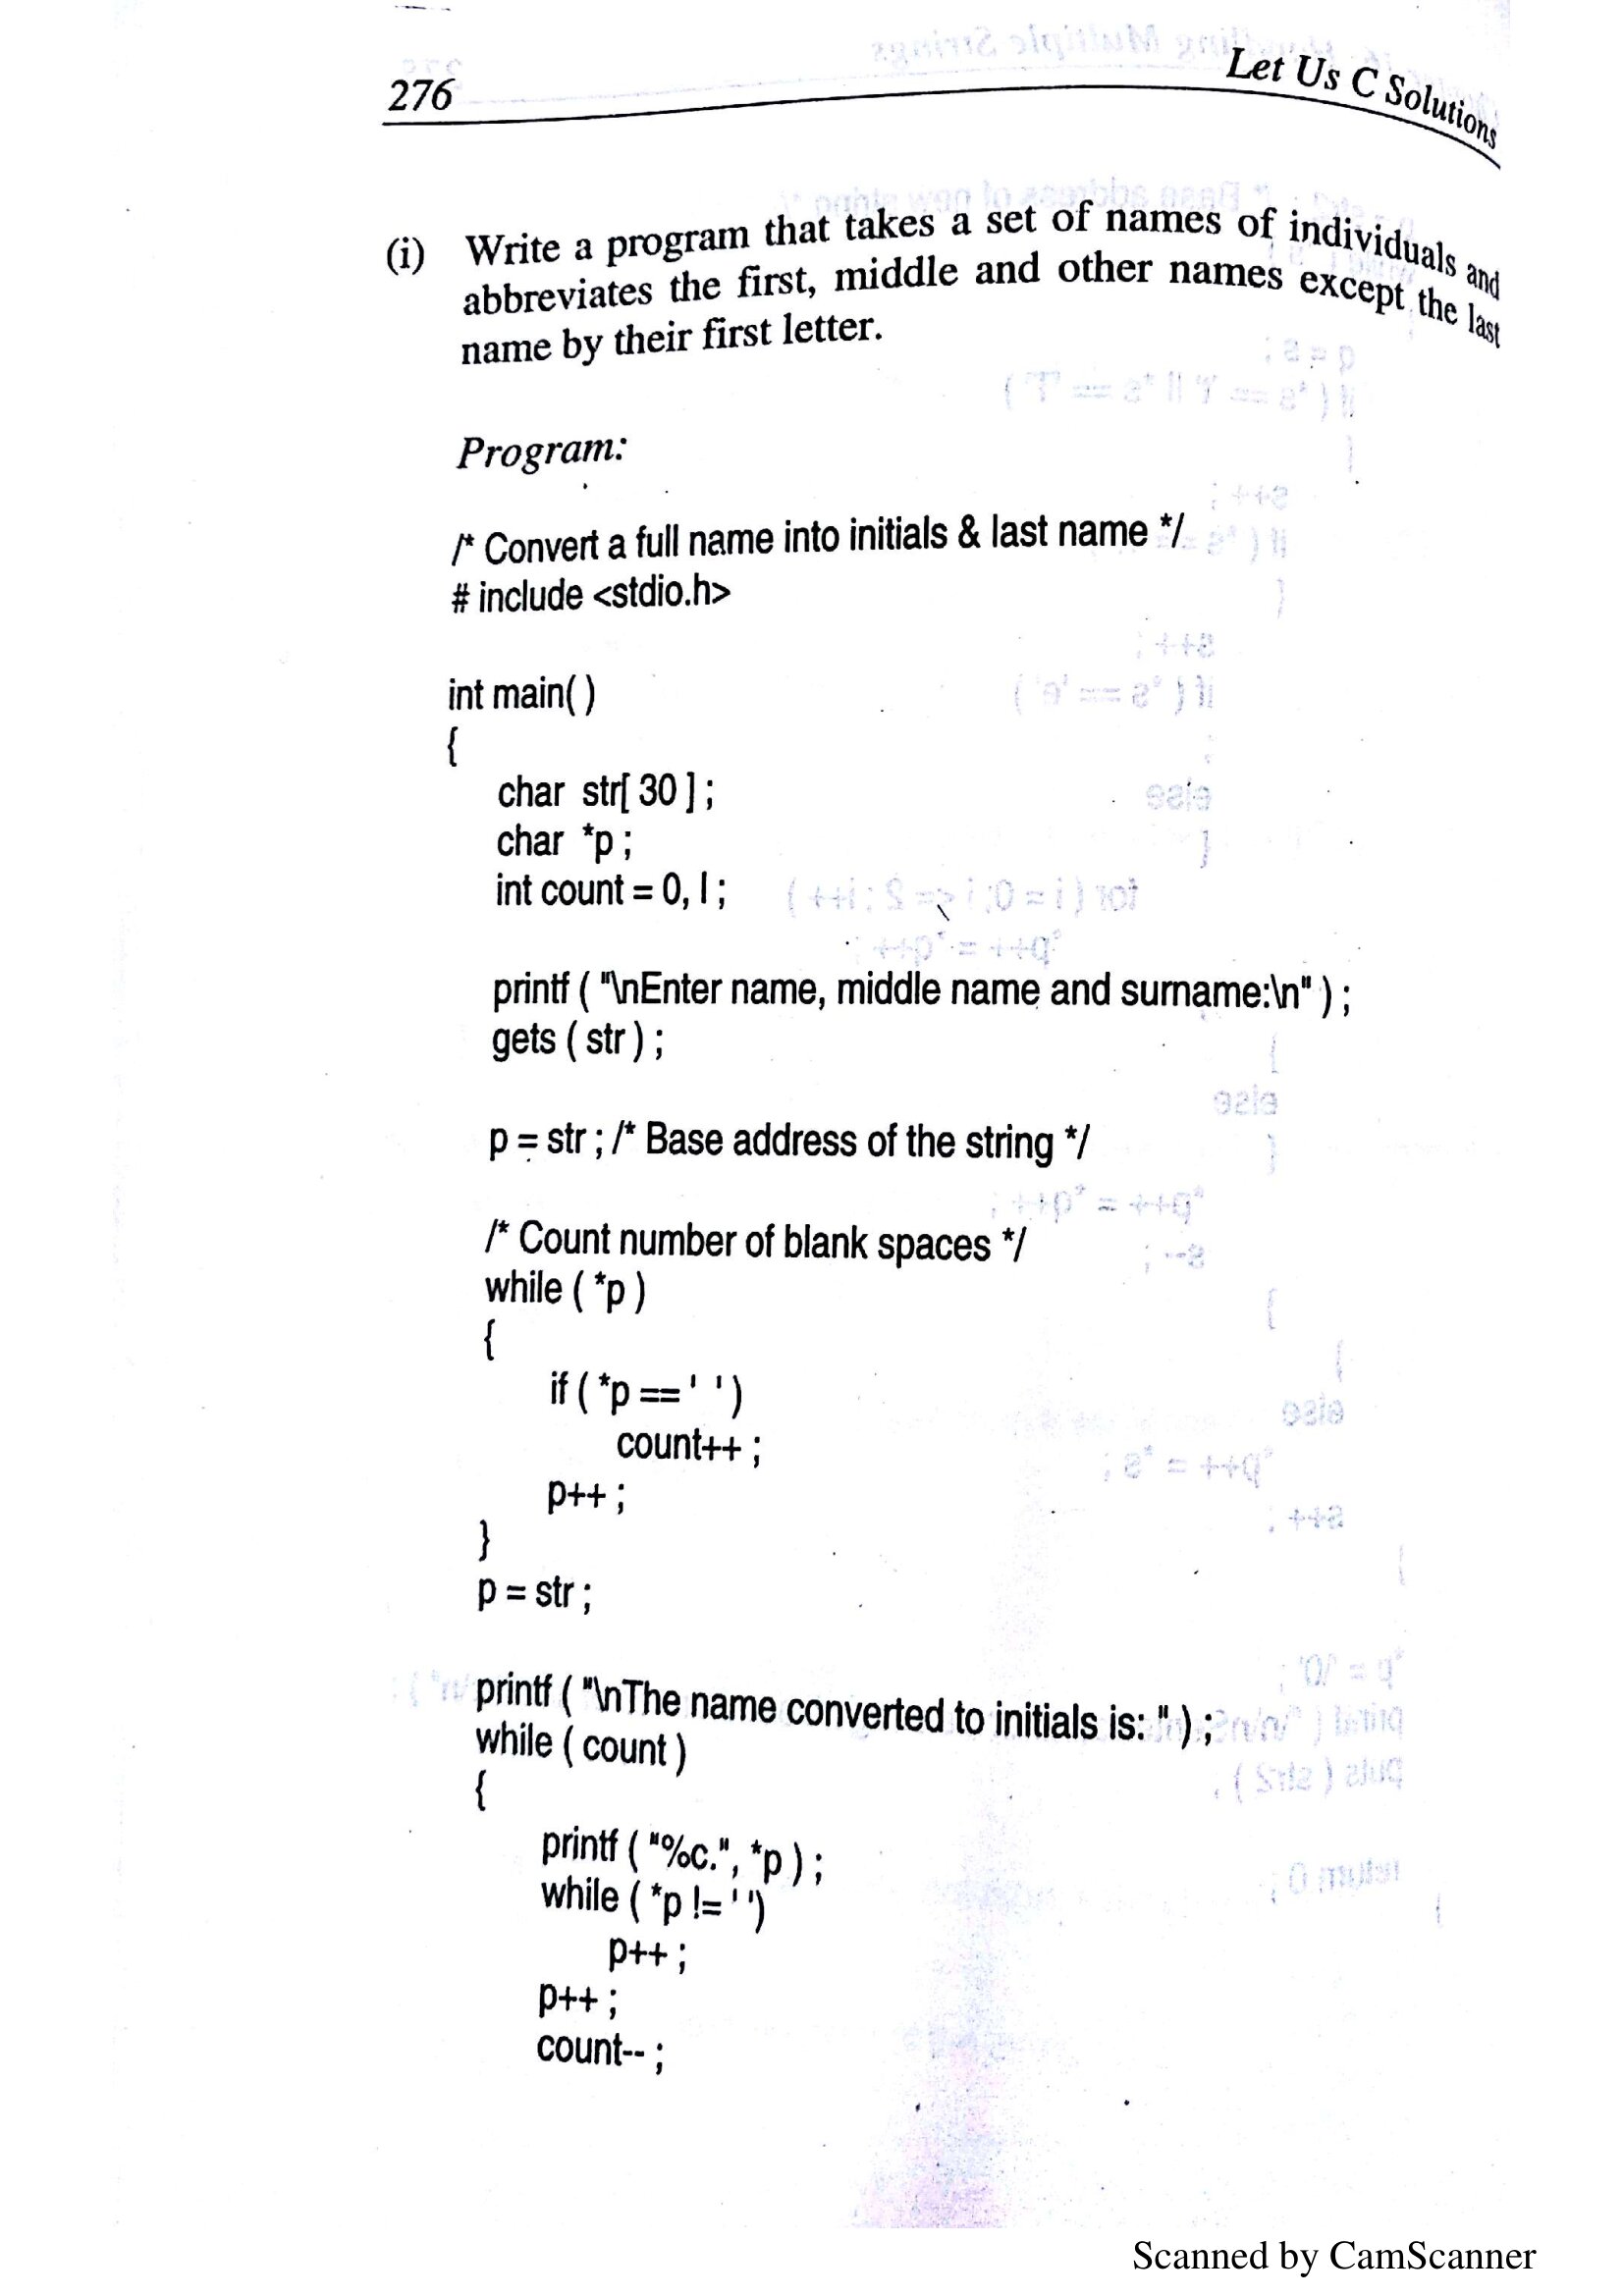 276
Let Us C Solutions
(i) Write a program that takes a set of names of individuals and
abbreviates the first, middle and other names except the last
name by their first letter.
Program:
/* Convert a full name into initials & last name */
# include <stdio.h>
int main( )
{
char str[ 30 ] ;
char *p ;
int count = 0, l ;
printf ( "\nEnter name, middle name and surname:\n" ) ;
gets ( str ) ;
p = str ; /* Base address of the string */
/* Count number of blank spaces */
while ( *p )
{
if ( *p == ' ' )
count++ ;
p++ ;
}
p = str ;
printf ( "\nThe name converted to initials is: " ) ;
while ( count )
{
printf ( "%c.", *p ) ;
while ( *p != ' ')
p++ ;
p++ ;
count-- ;
Scanned by CamScanner